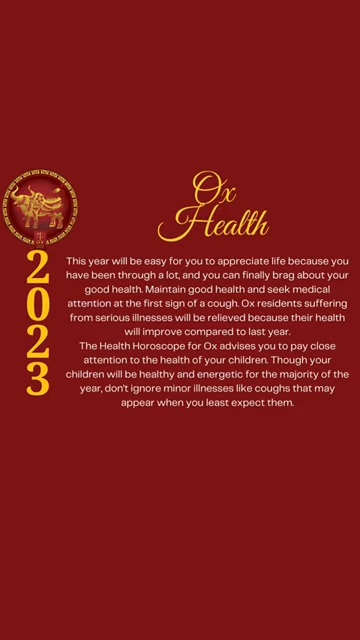 Ox
Health
2
0
2
3
This year will be easy for you to appreciate life because you
have been through a lot, and you can finally brag about your
good health. Maintain good health and seek medical
attention at the first sign of a cough. Ox residents suffering
from serious illnesses will be relieved because their health
will improve compared to last year.
The Health Horoscope for Ox advises you to pay close
attention to the health of your children. Though your
children will be healthy and energetic for the majority of the
year, don't ignore minor illnesses like coughs that may
appear when you least expect them.